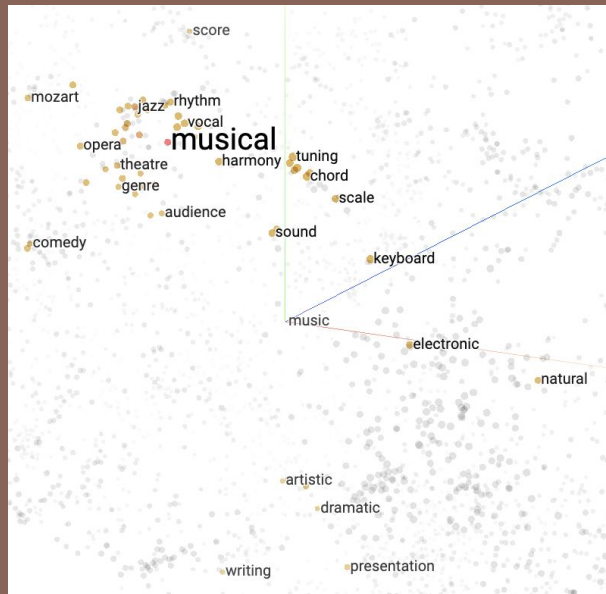 score
mozart
jazz
rhythm
vocal
musical
opera
harmony
tuning
theatre
chord
genre
scale
audience
sound
comedy
keyboard
music
electronic
natural
artistic
dramatic
writing
presentation